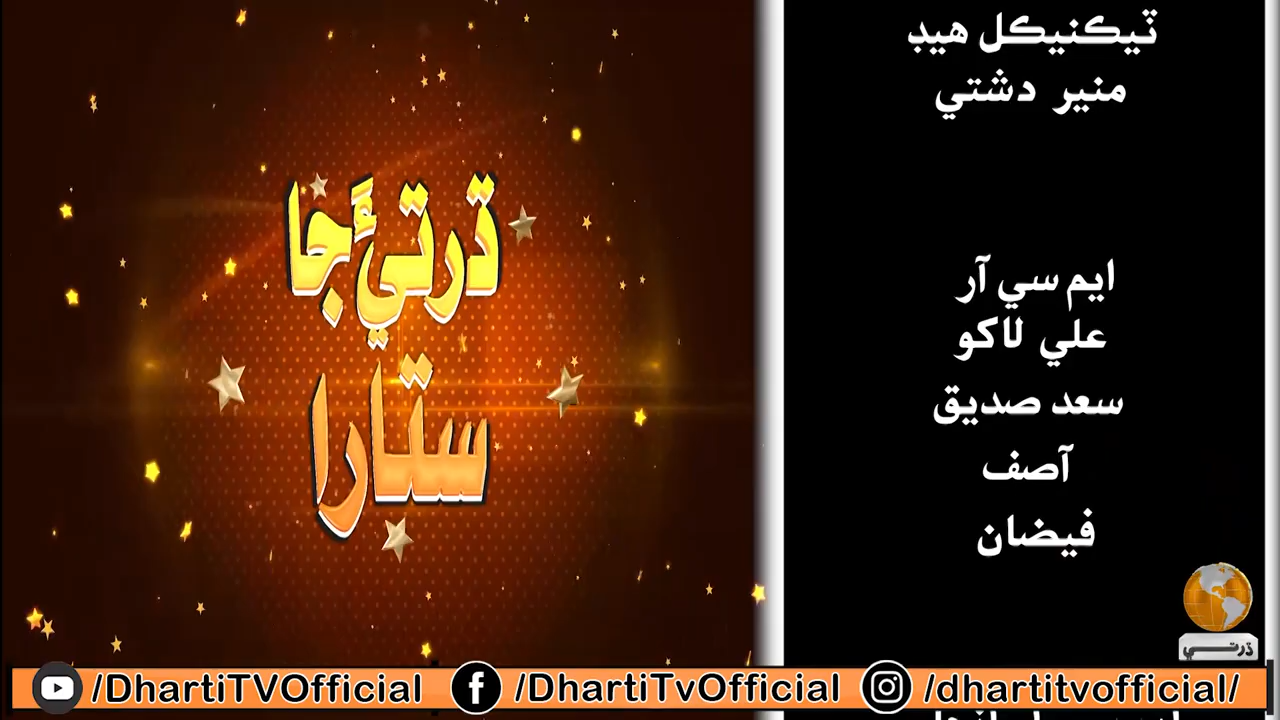 ڌرتيءَ جا
ستارا
ٽيڪنيڪل هيڊ
منير دشتي
ايم سي آر
علي لاکو
سعد صديق
آصف
فيضان
ڌرتي
/DhartiTVOfficial
/DhartiTvOfficial
/dhartitvofficial/